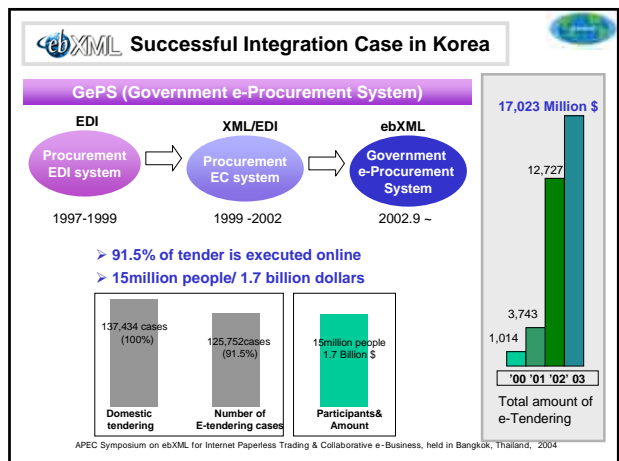 ebXML Successful Integration Case in Korea
GePS (Government e-Procurement System)
EDI
Procurement
EDI system
1997-1999
XML/EDI
Procurement
EC system
1999 -2002
ebXML
Government
e-Procurement
System
2002.9 ~
➢ 91.5% of tender is executed online
➢ 15million people/ 1.7 billion dollars
137,434 cases
(100%)
Domestic
tendering
125,752cases
(91.5%)
Number of
E-tendering cases
15million people
1.7 Billion $
Participants&
Amount
17,023 Million $
12,727
3,743
1,014
'00 '01 '02' 03
Total amount of
e-Tendering
APEC Symposium on ebXML for Internet Paperless Trading & Collaborative e-Business, held in Bangkok, Thailand, 2004